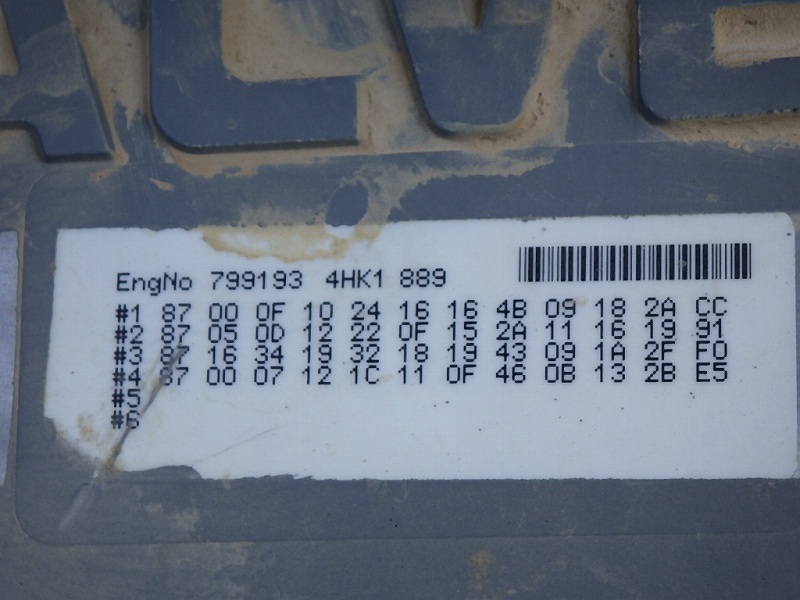 EngNo 799193 4HK1 889
#1 87 00 0F 10 24 16 16 4B 09 18 2A CC
#2 87 05 0D 12 22 0F 15 2A 11 16 19 91
#3 87 16 34 19 32 18 19 43 09 1A 2F F0
#4 87 00 07 12 1C 11 0F 46 0B 13 2B E5
#5
#6